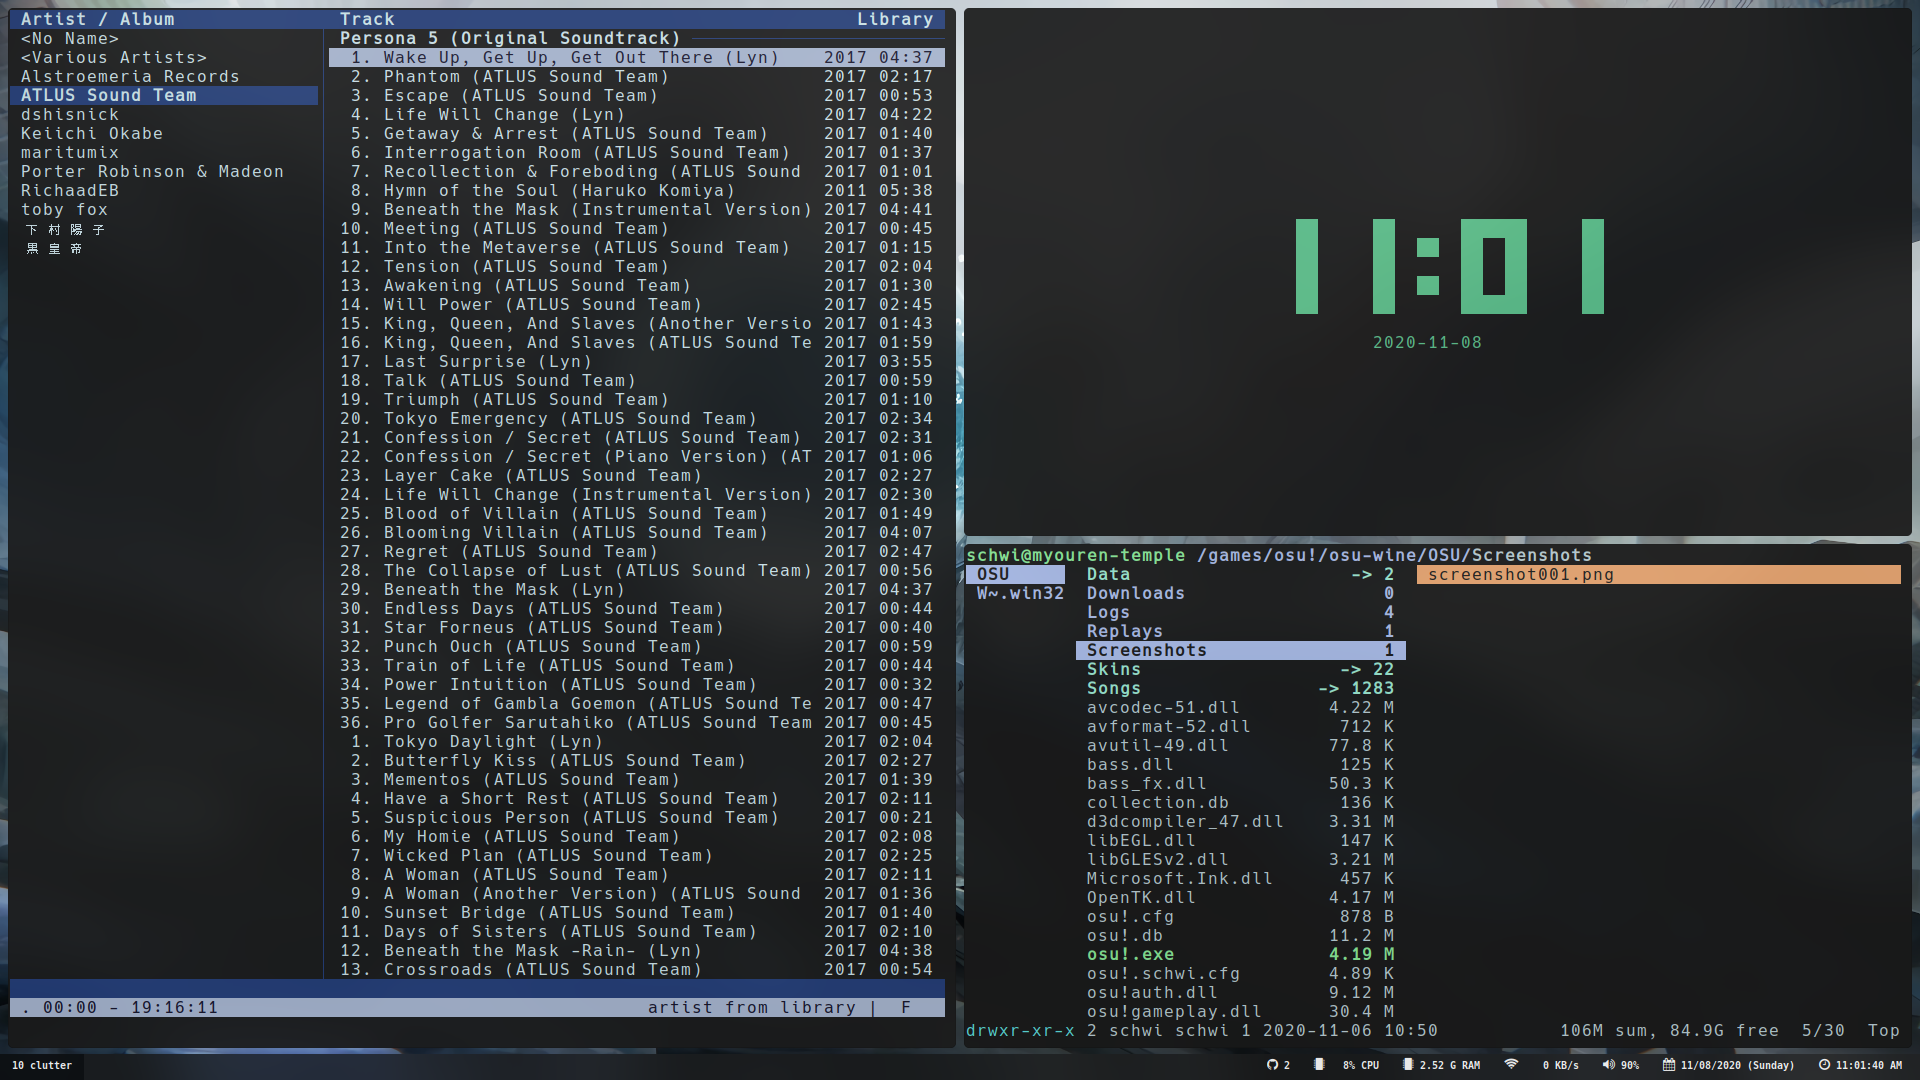 Artist / Album
<No Name>
<Various Artists>
Alstroemeria Records
ATLUS Sound Team
dshisnick
Keiichi Okabe
maritumix
Porter Robinson & Madeon
RichaadEB
toby fox
下村陽子
黒皇帝
Track Library
Persona 5 (Original Soundtrack)
1. Wake Up, Get Up, Get Out There (Lyn) 2017 04:37
2. Phantom (ATLUS Sound Team) 2017 02:17
3. Escape (ATLUS Sound Team) 2017 00:53
4. Life Will Change (Lyn) 2017 04:22
5. Getaway & Arrest (ATLUS Sound Team) 2017 01:40
6. Interrogation Room (ATLUS Sound Team) 2017 01:37
7. Recollection & Foreboding (ATLUS Sound 2017 01:01
8. Hymn of the Soul (Haruko Komiya) 2011 05:38
9. Beneath the Mask (Instrumental Version) 2017 04:41
10. Meeting (ATLUS Sound Team) 2017 00:45
11. Into the Metaverse (ATLUS Sound Team) 2017 01:15
12. Tension (ATLUS Sound Team) 2017 02:04
13. Awakening (ATLUS Sound Team) 2017 01:30
14. Will Power (ATLUS Sound Team) 2017 02:45
15. King, Queen, And Slaves (Another Versio 2017 01:43
16. King, Queen, And Slaves (ATLUS Sound Te 2017 01:59
17. Last Surprise (Lyn) 2017 03:55
18. Talk (ATLUS Sound Team) 2017 00:59
19. Triumph (ATLUS Sound Team) 2017 01:10
20. Tokyo Emergency (ATLUS Sound Team) 2017 02:34
21. Confession / Secret (ATLUS Sound Team) 2017 02:31
22. Confession / Secret (Piano Version) (AT 2017 01:06
23. Layer Cake (ATLUS Sound Team) 2017 02:27
24. Life Will Change (Instrumental Version) 2017 02:30
25. Blood of Villain (ATLUS Sound Team) 2017 01:49
26. Blooming Villain (ATLUS Sound Team) 2017 04:07
27. Regret (ATLUS Sound Team) 2017 02:47
28. The Collapse of Lust (ATLUS Sound Team) 2017 00:56
29. Beneath the Mask (Lyn) 2017 04:37
30. Endless Days (ATLUS Sound Team) 2017 00:44
31. Star Forneus (ATLUS Sound Team) 2017 00:40
32. Punch Ouch (ATLUS Sound Team) 2017 00:59
33. Train of Life (ATLUS Sound Team) 2017 00:44
34. Power Intuition (ATLUS Sound Team) 2017 00:32
35. Legend of Gambla Goemon (ATLUS Sound Te 2017 00:47
36. Pro Golfer Sarutahiko (ATLUS Sound Team 2017 00:45
1. Tokyo Daylight (Lyn) 2017 02:04
2. Butterfly Kiss (ATLUS Sound Team) 2017 02:27
3. Mementos (ATLUS Sound Team) 2017 01:39
4. Have a Short Rest (ATLUS Sound Team) 2017 02:11
5. Suspicious Person (ATLUS Sound Team) 2017 00:21
6. My Homie (ATLUS Sound Team) 2017 02:08
7. Wicked Plan (ATLUS Sound Team) 2017 02:25
8. A Woman (ATLUS Sound Team) 2017 02:11
9. A Woman (Another Version) (ATLUS Sound 2017 01:36
10. Sunset Bridge (ATLUS Sound Team) 2017 01:40
11. Days of Sisters (ATLUS Sound Team) 2017 02:10
12. Beneath the Mask -Rain- (Lyn) 2017 04:38
13. Crossroads (ATLUS Sound Team) 2017 00:54
. 00:00 - 19:16:11 artist from library | F
11:01
2020-11-08
schwi@myouren-temple /games/osu!/osu-wine/OSU/Screenshots
OSU
W~.win32
Data -> 2
Downloads 0
Logs 4
Replays 1
Screenshots 1
Skins -> 22
Songs -> 1283
avcodec-51.dll 4.22 M
avformat-52.dll 712 K
avutil-49.dll 77.8 K
bass.dll 125 K
bass_fx.dll 50.3 K
collection.db 136 K
d3dcompiler_47.dll 3.31 M
libEGL.dll 147 K
libGLESv2.dll 3.21 M
Microsoft.Ink.dll 457 K
OpenTK.dll 4.17 M
osu!.cfg 878 B
osu!.db 11.2 M
osu!.exe 4.19 M
osu!.schwi.cfg 4.89 K
osu!auth.dll 9.12 M
osu!gameplay.dll 30.4 M
screenshot001.png
drwxr-xr-x 2 schwi schwi 1 2020-11-06 10:50 106M sum, 84.9G free 5/30 Top
10 clutter 2 8% CPU 2.52 G RAM 0 KB/s 90% 11/08/2020 (Sunday) 11:01:40 AM